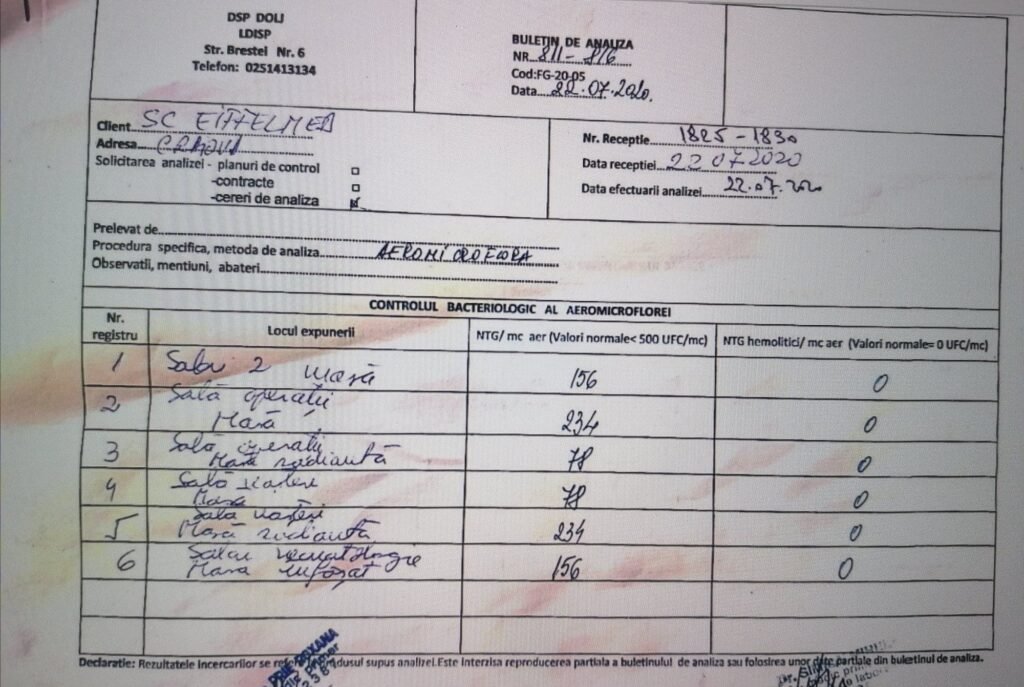 DSP DOLJ
LDISP
Str. Brestei Nr. 6
Telefon: 0251413134
BULETIN DE ANALIZA
NR. 811 - 816
Cod:FG-20-05
Data....22.07.2020.
Client SC EIFFELMED
Adresa CRAIOVA
Solicitarea analizei - planuri de control
-contracte
-cereri de analiza
Nr. Receptie 1825 - 1830
Data receptiei 22 07 2020
Data efectuarii analizei 22.07.2020
Prelevat de
Procedura specifica, metoda de analiza AEROMICROFLORA
Observatii, mentiuni, abateri
CONTROLUL BACTERIOLOGIC AL AEROMICROFLOREI
Nr. registru Locul expunerii NTG/ mc aer (Valori normale< 500 UFC/mc) NTG hemolitici/ mc aer (Valori normale= 0 UFC/mc)
1 2 masă 156 0
2 Sală operații
Masă 234 0
3 Sală operații
Masă radiantă 78 0
4 Sală nașteri
Masa 78 0
5 Sala nașteri
Masă radiantă 234 0
6 Salon neonatologie
Masa înfășat 156 0
Declaratie: Rezultatele incercarilor se produsul supus analizei.Este interzisa reproducerea partiala a buletinului de analiza sau folosirea unor date partiale din buletinul de analiza.
ROXANA